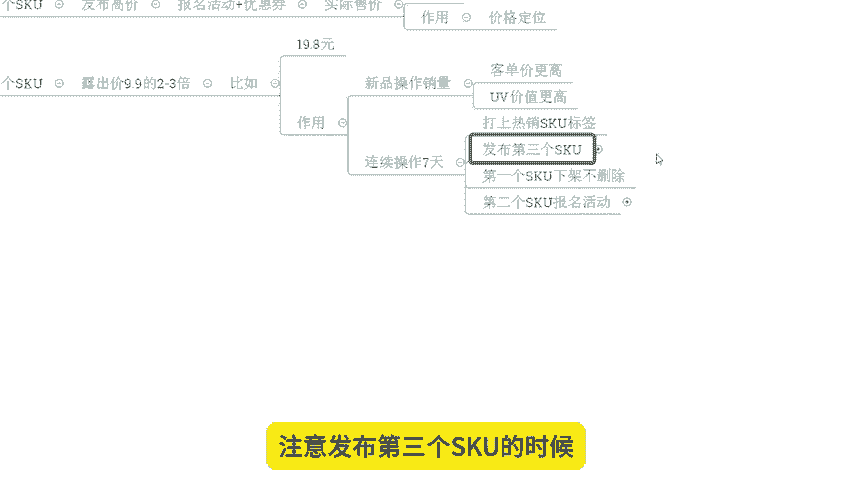 个SKU 发布高价 报名活动+优惠券 实际售价
作用 价格定位
19.8元
个SKU 露出价9.9的2-3倍 比如
新品操作销量
客单价更高
UV价值更高
作用
打上热销SKU标签
连续操作7天
发布第三个SKU
第一个SKU下架不删除
第二个SKU报名活动
注意发布第三个SKU的时候